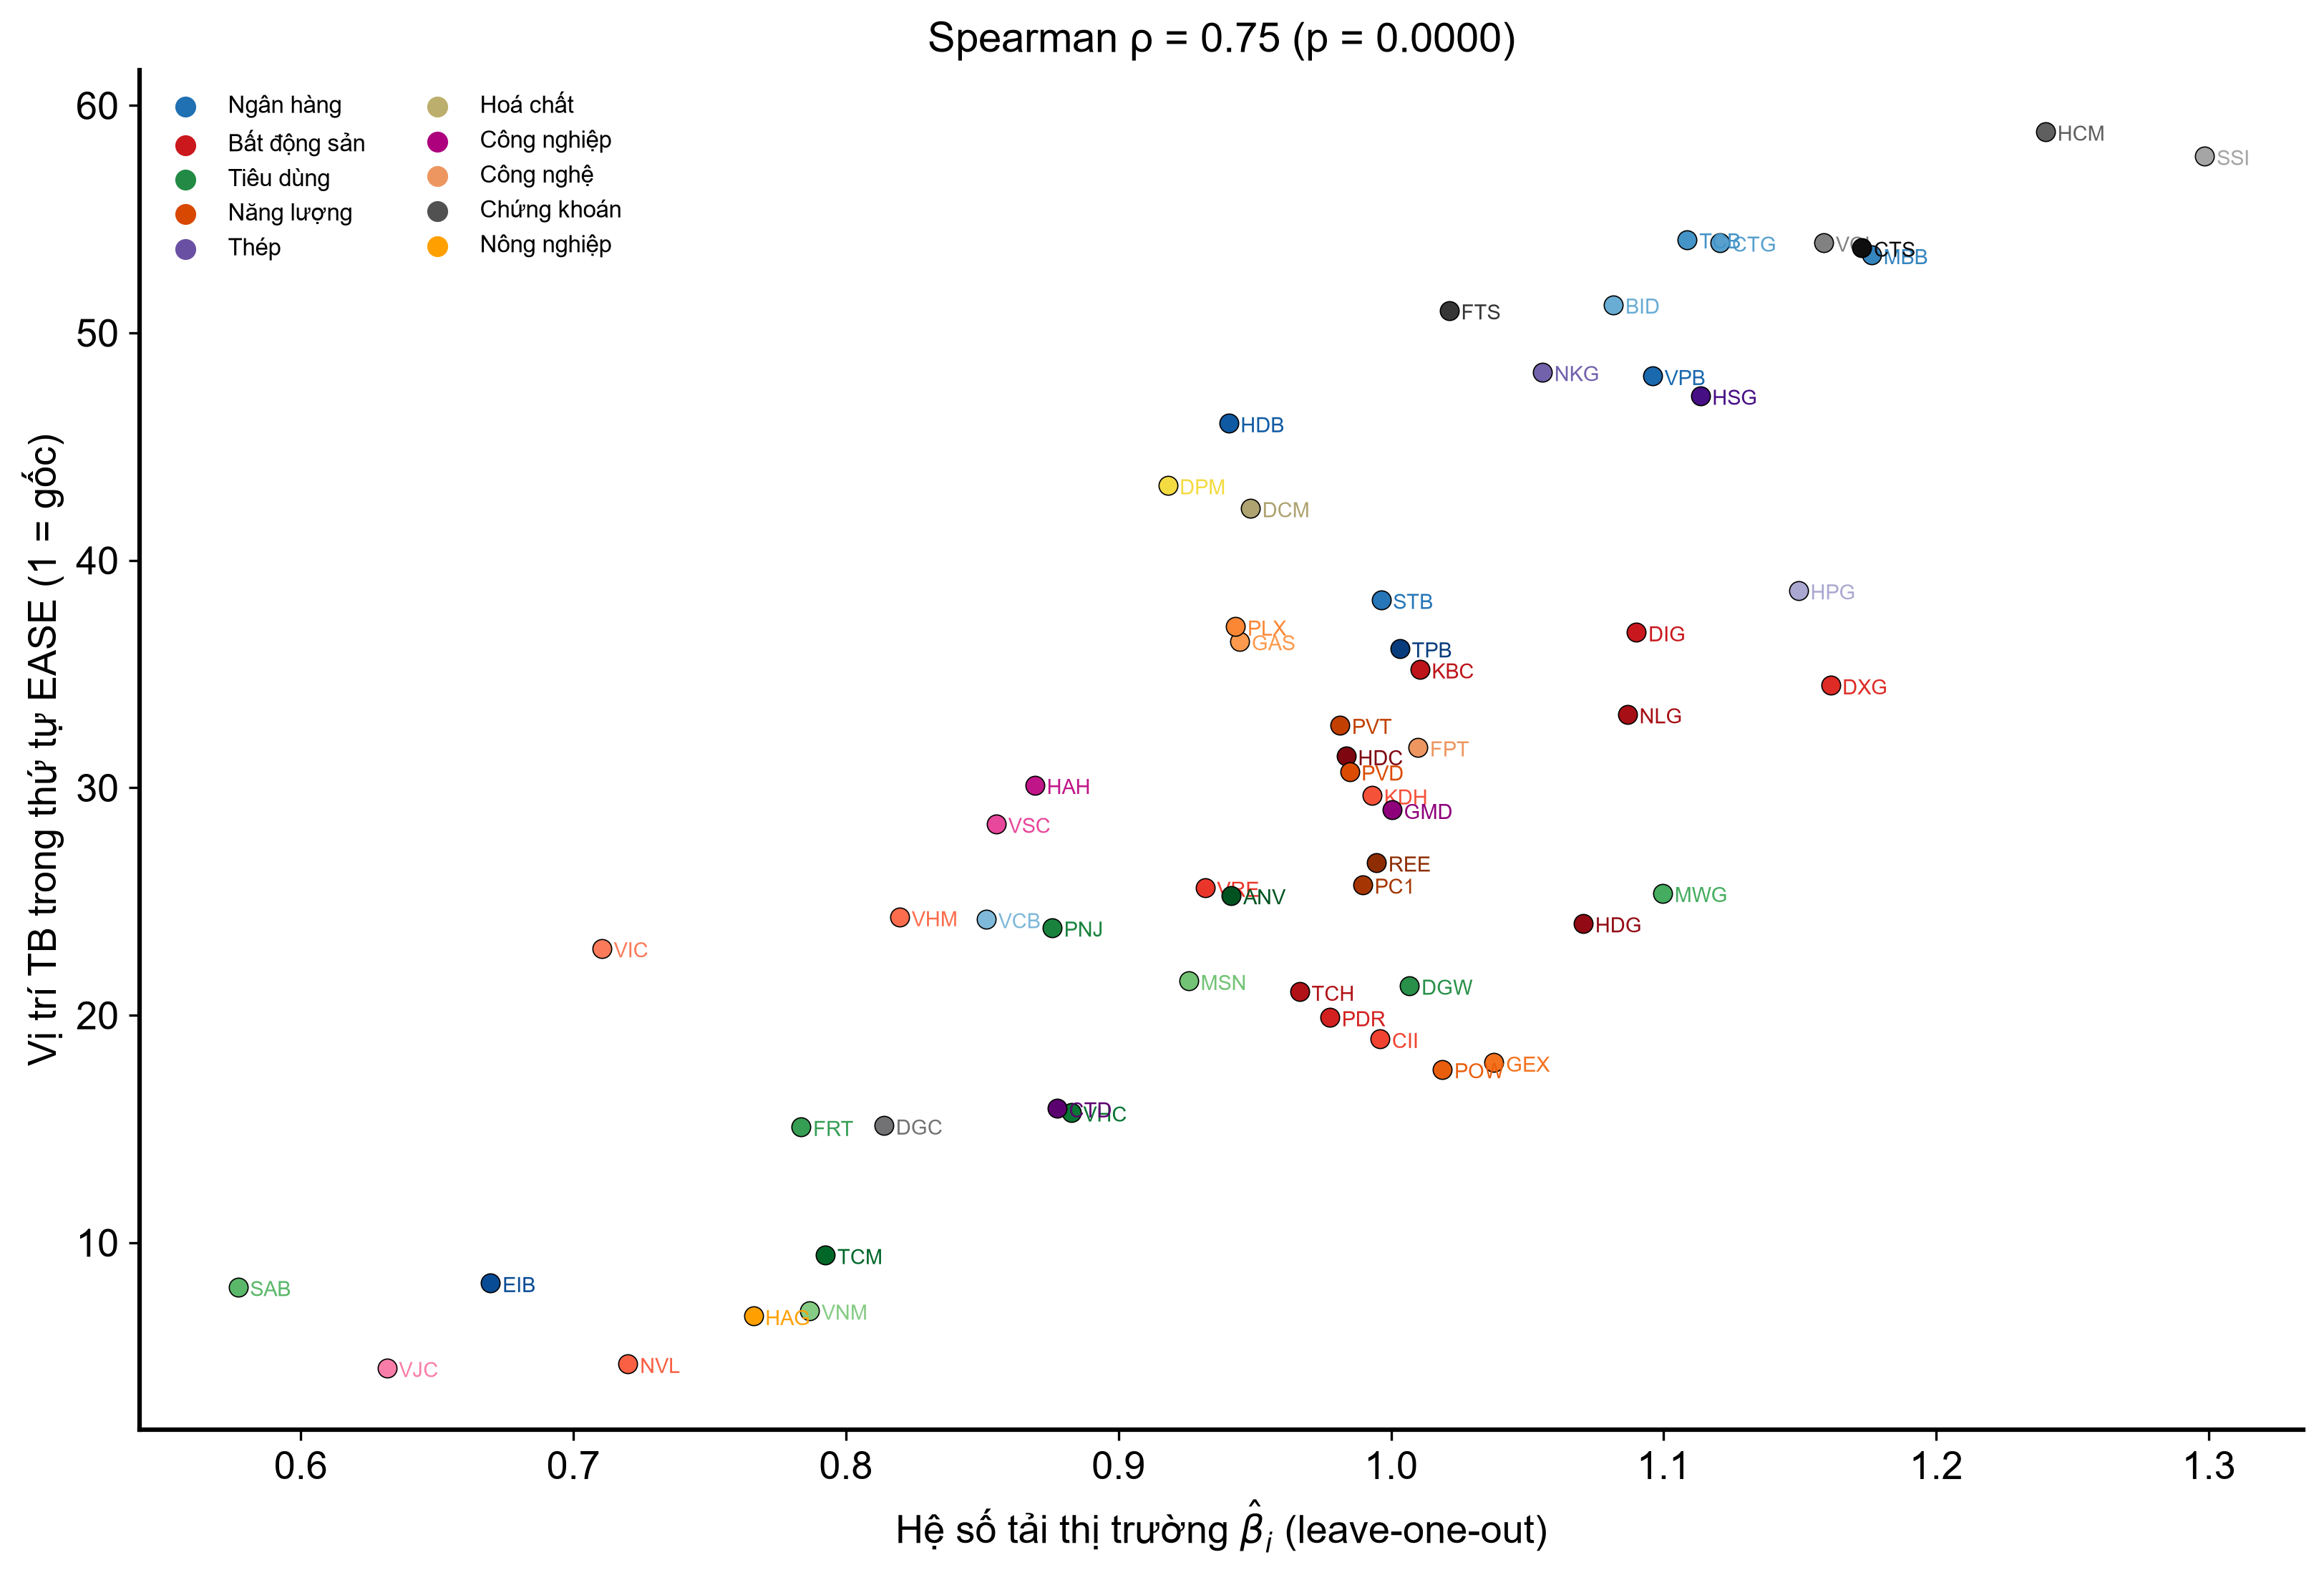 Spearman ρ = 0.75 (p = 0.0000)
Ngân hàng
Bất động sản
Tiêu dùng
Năng lượng
Thép
Hoá chất
Công nghiệp
Công nghệ
Chứng khoán
Nông nghiệp
Vị trí TB trong thứ tự EASE (1 = gốc)
60
50
40
30
20
10
HCM
SSI
TCB
CTG
CTS
MBB
BID
FTS
NKG
VPB
HSG
HDB
DPM
DCM
HPG
STB
PLX
GAS
DIG
TPB
KBC
DXG
NLG
PVT
FPT
HDC
PVD
KDH
HAH
GMD
VSC
REE
PC1
VRE
ANV
MWG
VHM
VCB
PNJ
HDG
VIC
MSN
TCH
DGW
PDR
CII
POW
GEX
CTD
VHC
FRT
DGC
TCM
SAB
EIB
VNM
VJC
NVL
0.6 0.7 0.8 0.9 1.0 1.1 1.2 1.3
Hệ số tải thị trường β̂ᵢ (leave-one-out)